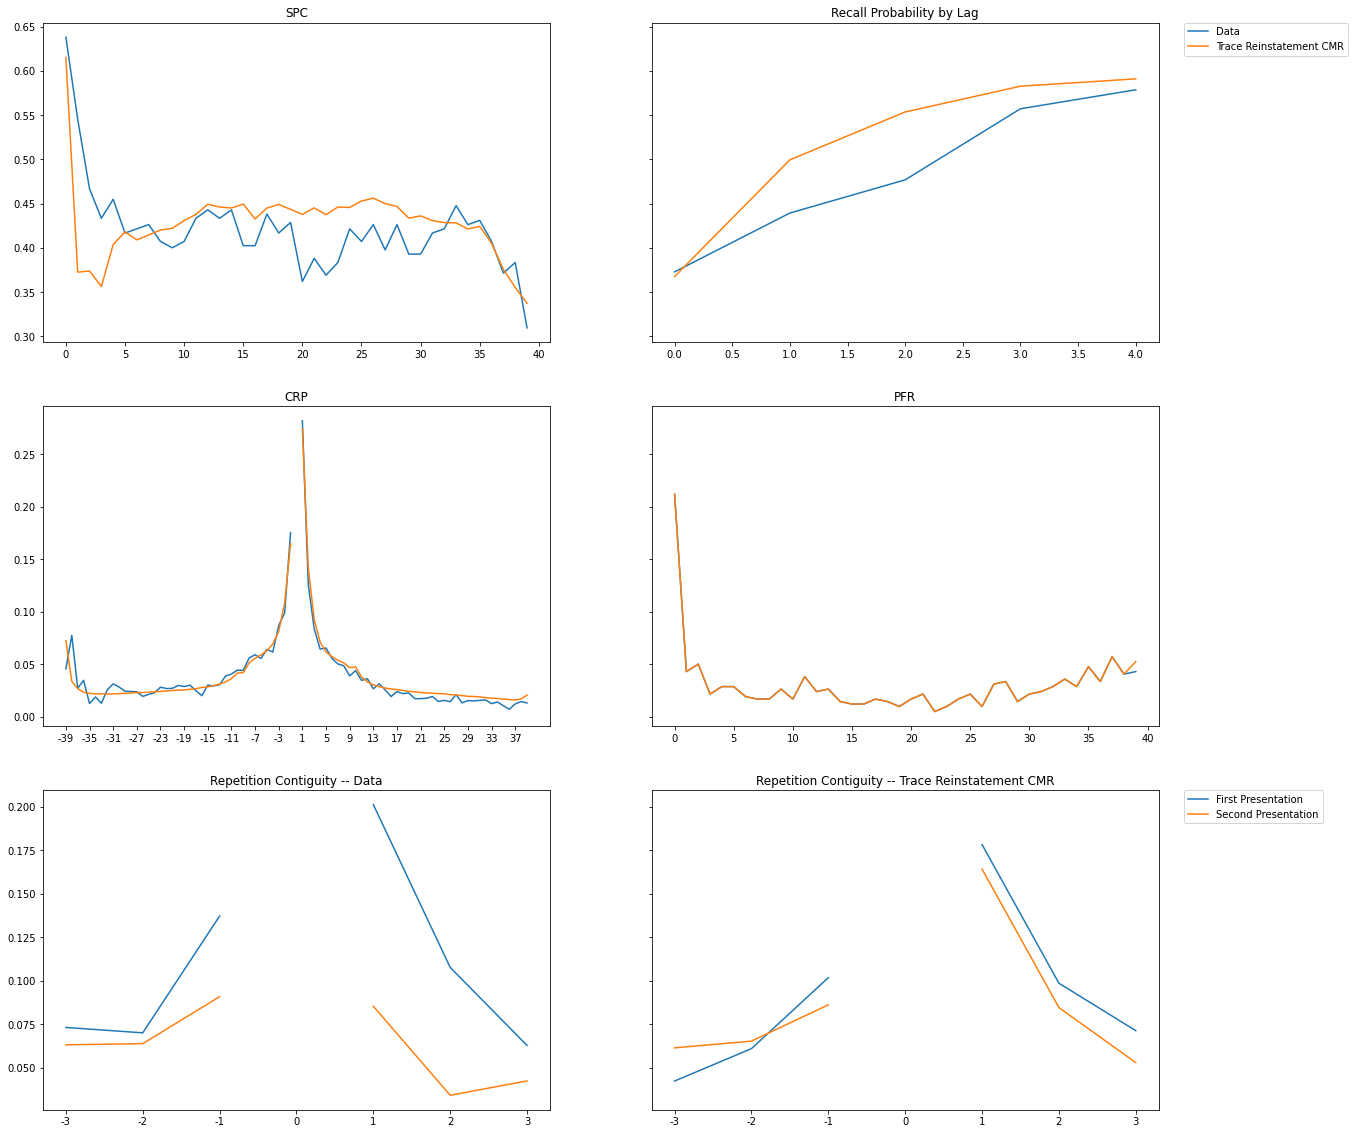 SPC
0.65
0.60
0.55
0.50
0.45
0.40
0.35
0.30
0 5 10 15 20 25 30 35 40
Recall Probability by Lag
0.0 0.5 1.0 1.5 2.0 2.5 3.0 3.5 4.0
Data
Trace Reinstatement CMR
CRP
0.25
0.20
0.15
0.10
0.05
0.00
-39 -35 -31 -27 -23 -19 -15 -11 -7 -3 1 5 9 13 17 21 25 29 33 37
PFR
0 5 10 15 20 25 30 35 40
Repetition Contiguity -- Data
0.200
0.175
0.150
0.125
0.100
0.075
0.050
-3 -2 -1 0 1 2 3
Repetition Contiguity -- Trace Reinstatement CMR
-3 -2 -1 0 1 2 3
First Presentation
Second Presentation